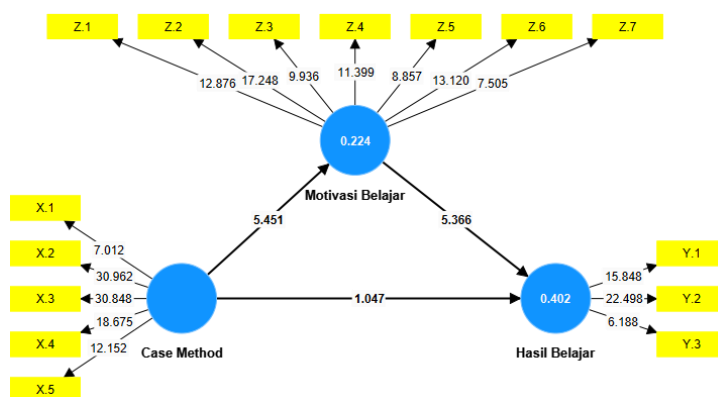 Z.1 Z.2 Z.3 Z.4 Z.5 Z.6 Z.7
12.876 17.248 9.936 11.399 8.857 13.120 7.505
0.224
Motivasi Belajar
5.451 5.366
X.1
X.2
X.3
X.4
X.5
7.012
30.962
30.848
18.675
12.152
Case Method
1.047
0.402
Hasil Belajar
15.848
22.498
6.188
Y.1
Y.2
Y.3